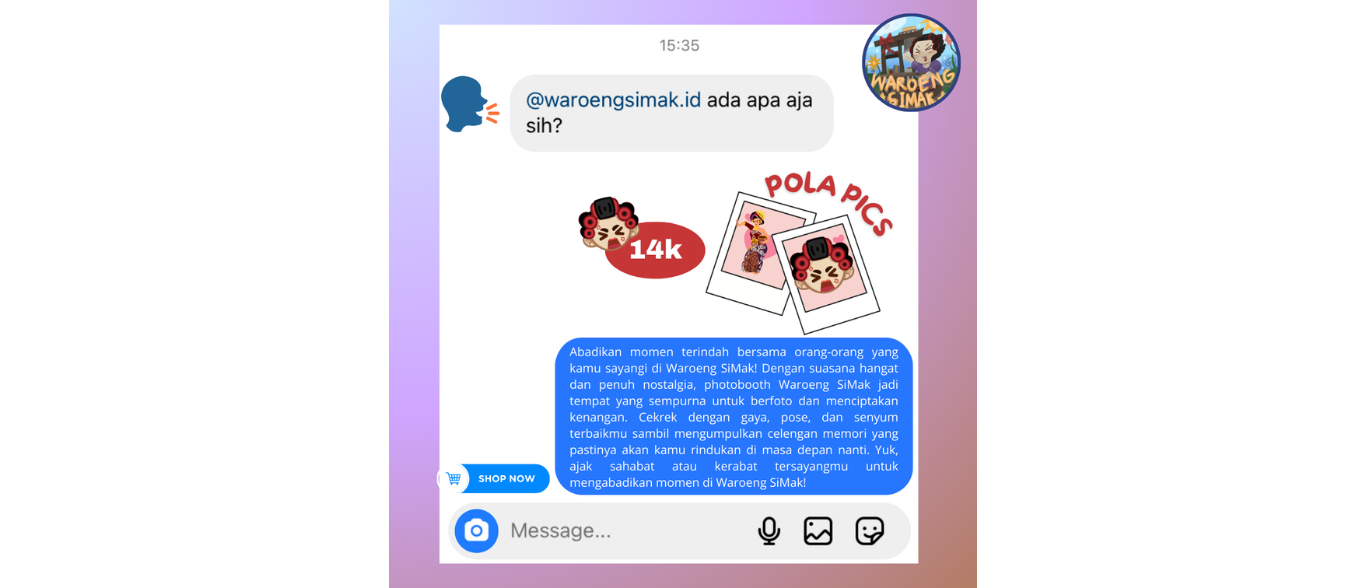 15:35
WAROENG
SIMAK
@waroengsimak.id ada apa aja
sih?
POLA PICS
14k
Abadikan momen terindah bersama orang-orang yang
kamu sayangi di Waroeng SiMak! Dengan suasana hangat
dan penuh nostalgia, photobooth Waroeng SiMak jadi
tempat yang sempurna untuk berfoto dan menciptakan
kenangan. Cekrek dengan gaya, pose, dan senyum
terbaikmu sambil mengumpulkan celengan memori yang
pastinya akan kamu rindukan di masa depan nanti. Yuk,
ajak sahabat atau kerabat tersayangmu untuk
mengabadikan momen di Waroeng SiMak!
SHOP NOW
Message...